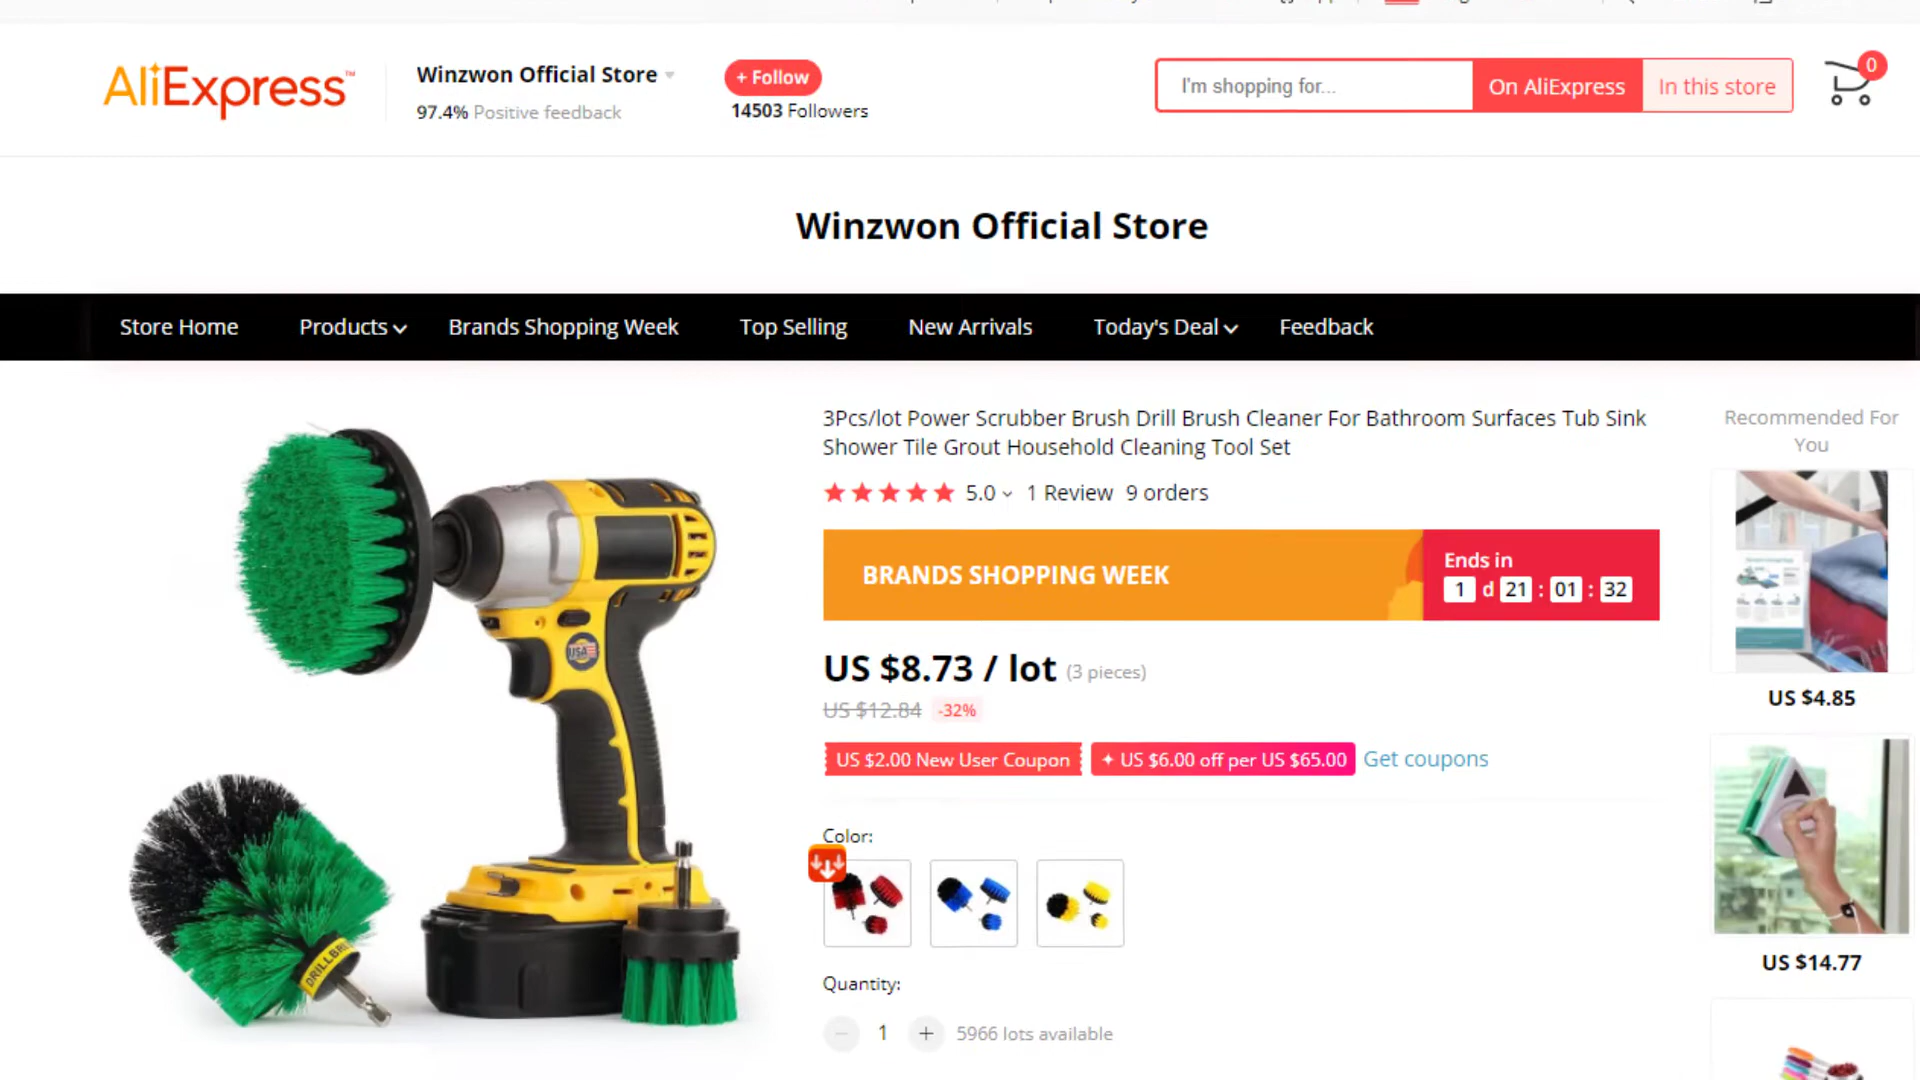 AliExpress™
Winzwon Official Store
+ Follow
97.4% Positive feedback
14503 Followers
I'm shopping for...
On AliExpress
In this store
0
Winzwon Official Store
Store Home
Products
Brands Shopping Week
Top Selling
New Arrivals
Today's Deal
Feedback
3Pcs/lot Power Scrubber Brush Drill Brush Cleaner For Bathroom Surfaces Tub Sink
Shower Tile Grout Household Cleaning Tool Set
5.0 1 Review 9 orders
BRANDS SHOPPING WEEK
Ends in
1 d 21 : 01 : 32
US $8.73 / lot (3 pieces)
US $12.84 -32%
US $2.00 New User Coupon
US $6.00 off per US $65.00
Get coupons
Color:
Quantity:
1
5966 lots available
Recommended For
You
US $4.85
US $14.77
USA